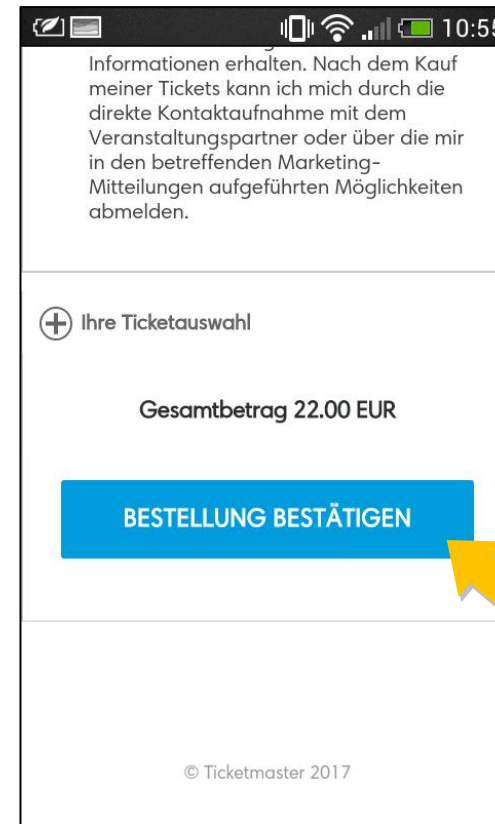 10:55
Informationen erhalten. Nach dem Kauf
meiner Tickets kann ich mich durch die
direkte Kontaktaufnahme mit dem
Veranstaltungspartner oder über die mir
in den betreffenden Marketing-
Mitteilungen aufgeführten Möglichkeiten
abmelden.
Ihre Ticketauswahl
Gesamtbetrag 22.00 EUR
BESTELLUNG BESTÄTIGEN
© Ticketmaster 2017